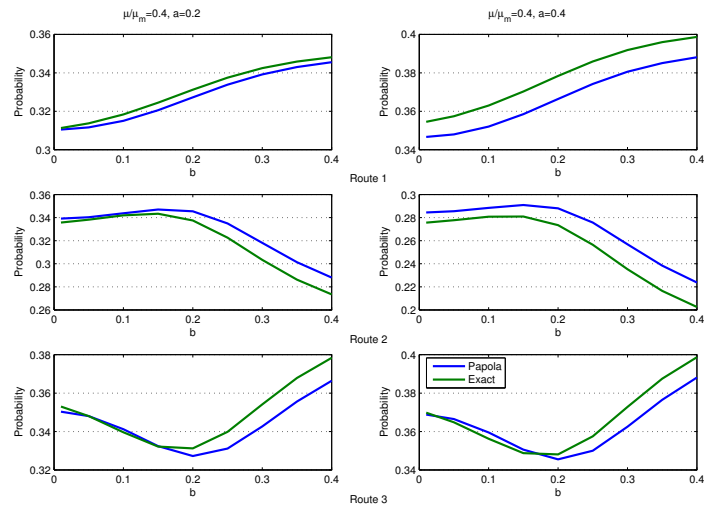 μ/μm=0.4, a=0.2
μ/μm=0.4, a=0.4
0.36
0.34
0.32
0.3
Probability
0 0.1 0.2 0.3 0.4
b
0.4
0.38
0.36
0.34
Probability
0 0.1 0.2 0.3 0.4
b
Route 1
0.36
0.34
0.32
0.3
0.28
0.26
Probability
0 0.1 0.2 0.3 0.4
b
0.3
0.28
0.26
0.24
0.22
0.2
Probability
0 0.1 0.2 0.3 0.4
b
Route 2
0.38
0.36
0.34
0.32
Probability
0 0.1 0.2 0.3 0.4
b
0.4
0.38
0.36
0.34
Probability
Papola
Exact
0 0.1 0.2 0.3 0.4
b
Route 3